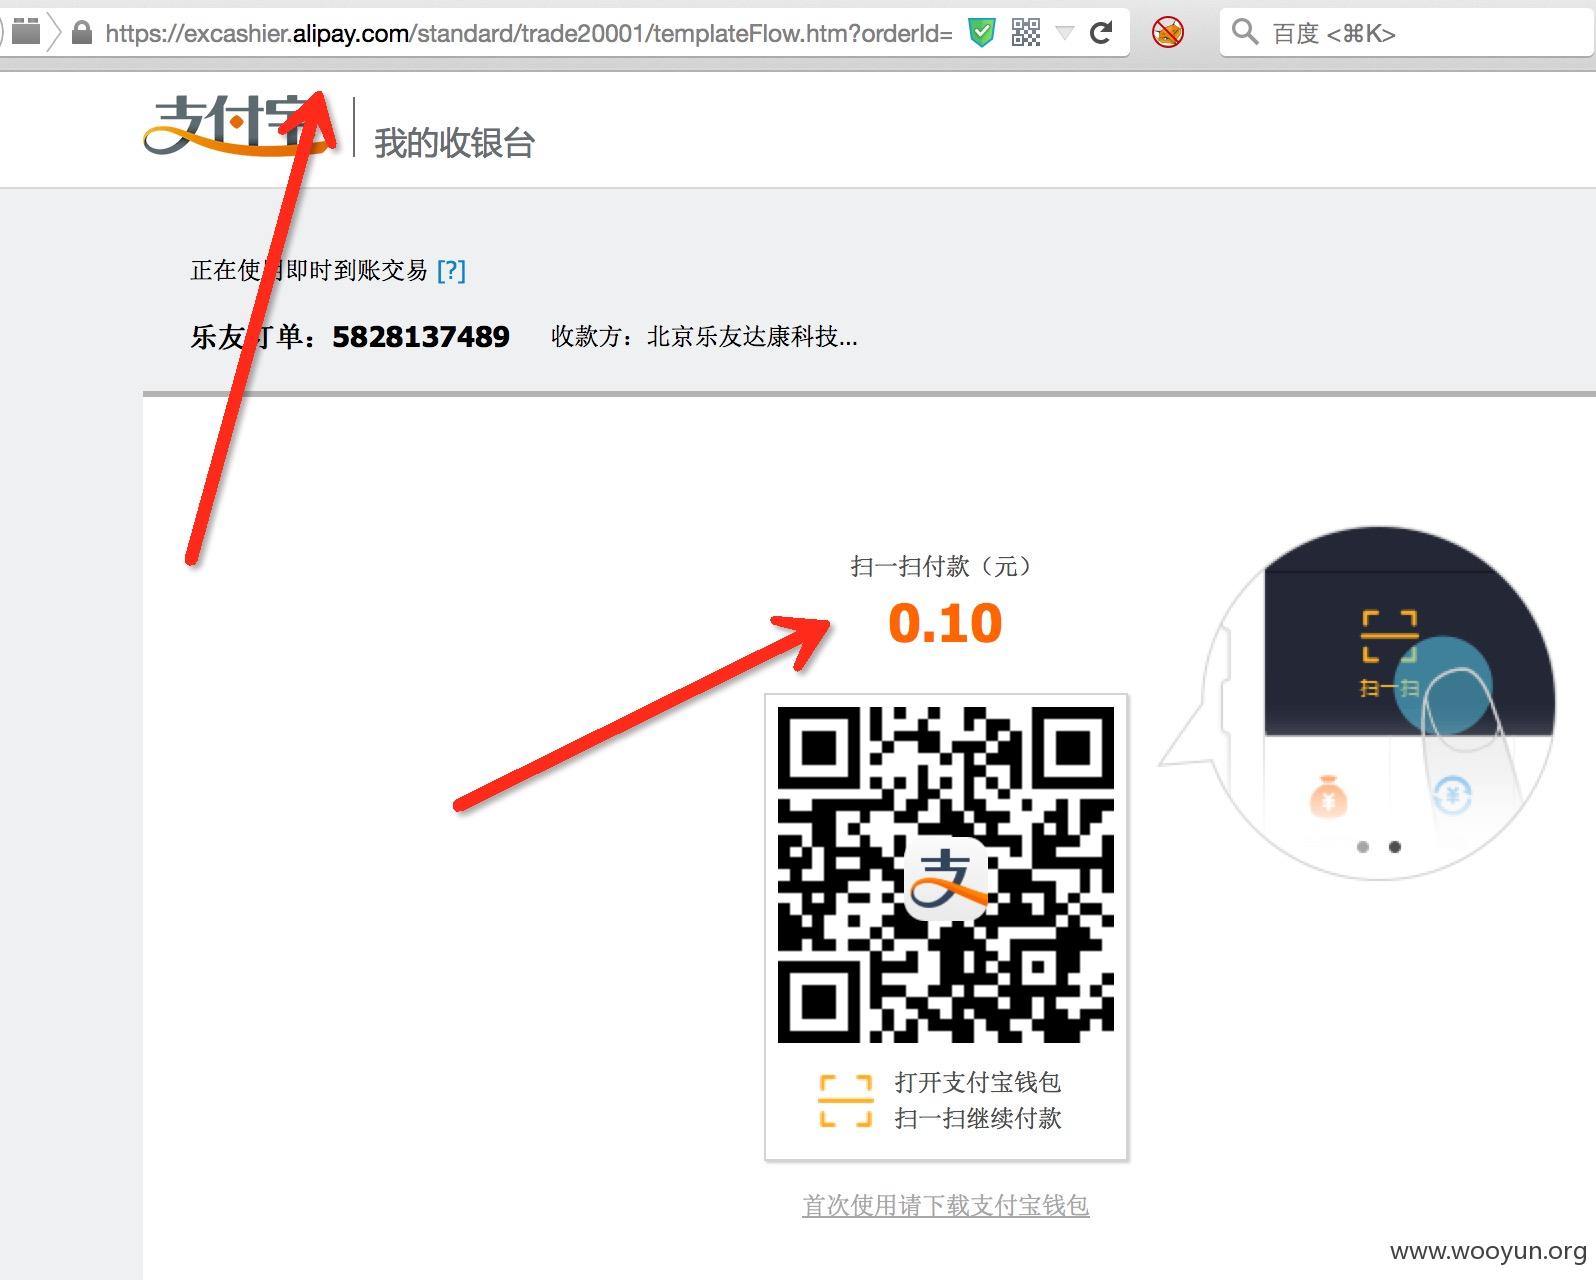 https://excashier.alipay.com/standard/trade20001/templateFlow.htm?orderId=
百度 <⌘K>
支付宝
我的收银台
正在使用即时到账交易 [?]
乐友订单：5828137489 收款方：北京乐友达康科技...
扫一扫付款（元）
0.10
扫一扫
支
打开支付宝钱包
扫一扫继续付款
首次使用请下载支付宝钱包
www.wooyun.org